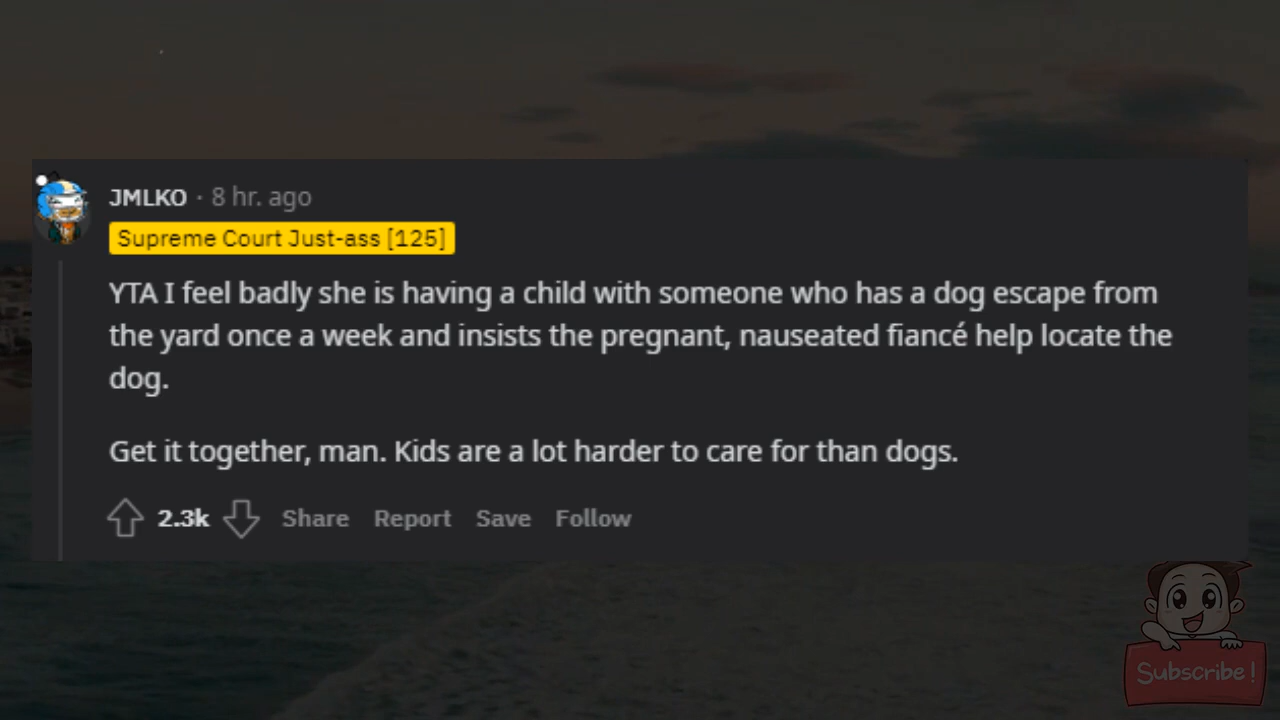 JMLKO · 8 hr. ago
Supreme Court Just-ass [125]
YTA I feel badly she is having a child with someone who has a dog escape from
the yard once a week and insists the pregnant, nauseated fiancé help locate the
dog.
Get it together, man. Kids are a lot harder to care for than dogs.
2.3k Share Report Save Follow
Subscribe!